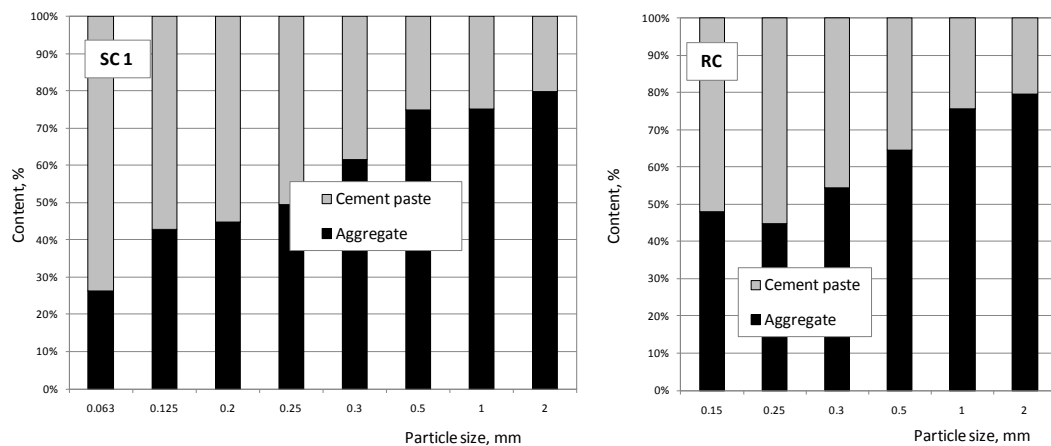 100%
90%
80%
70%
60%
50%
40%
30%
20%
10%
0%
Content, %
SC 1
Cement paste
Aggregate
0.063 0.125 0.2 0.25 0.3 0.5 1 2
Particle size, mm
100%
90%
80%
70%
60%
50%
40%
30%
20%
10%
0%
Content, %
RC
Cement paste
Aggregate
0.15 0.25 0.3 0.5 1 2
Particle size, mm